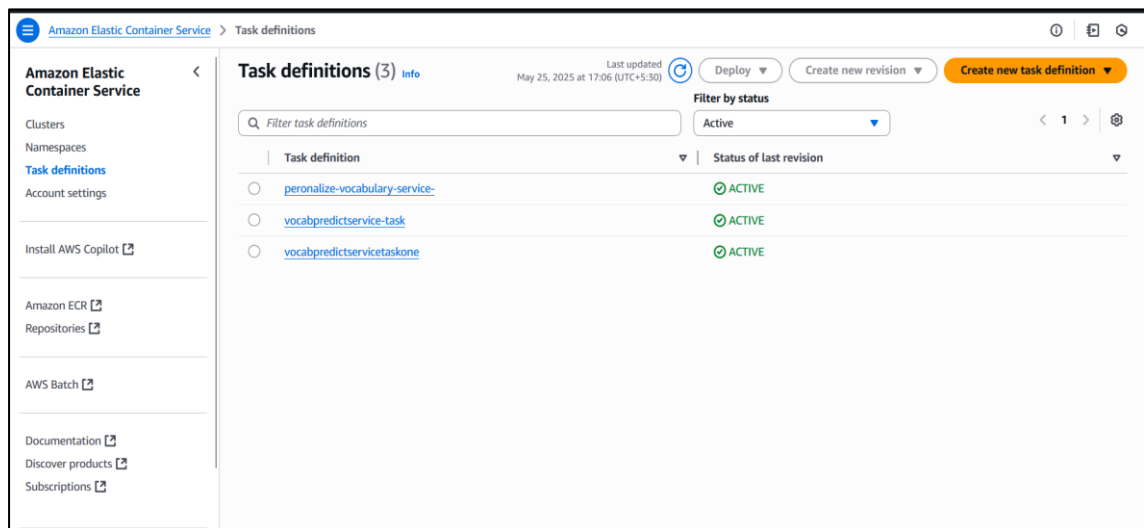 Amazon Elastic Container Service > Task definitions
Amazon Elastic
Container Service
Clusters
Namespaces
Task definitions
Account settings
Install AWS Copilot
Amazon ECR
Repositories
AWS Batch
Documentation
Discover products
Subscriptions
Task definitions (3) Info
Last updated
May 25, 2025 at 17:06 (UTC+5:30)
Deploy
Create new revision
Create new task definition
Filter by status
Filter task definitions
Active
1
Task definition Status of last revision
peronalize-vocabulary-service- ACTIVE
vocabpredictservice-task ACTIVE
vocabpredictservicetaskone ACTIVE